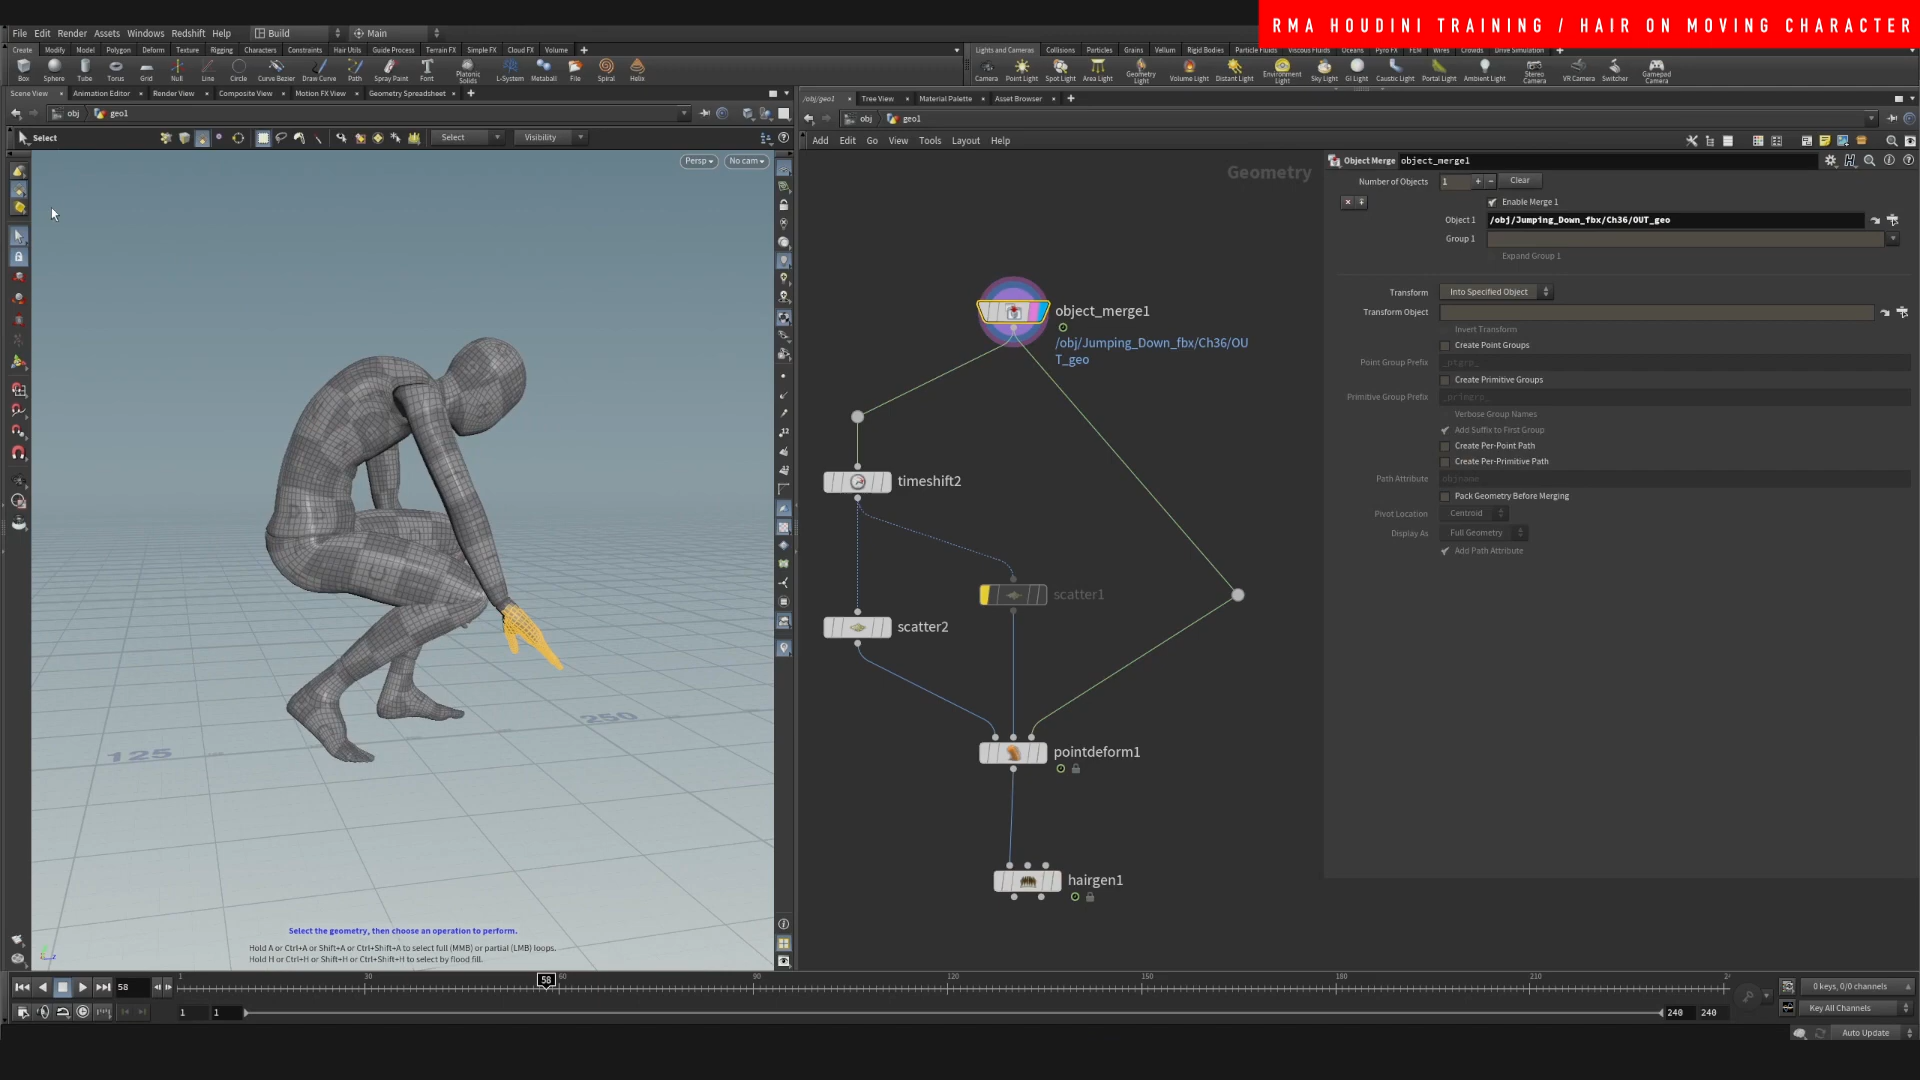 RMA HOUDINI TRAINING / HAIR ON MOVING CHARACTER
File Edit Render Assets Windows Redshift Help Build Main
Create Modify Model Polygon Deform Texture Rigging Characters Constraints Hair Utils Guide Process Terrain FX Simple FX Cloud FX Volume
Lights and Cameras Collisions Particles Grains Vellum Rigid Bodies Particle Fluids Viscous Fluids Oceans Pyro FX FEM Wires Crowds Drive Simulation
Box Sphere Tube Torus Grid Null Line Circle Curve Bezier Draw Curve Path Spray Paint Font Platonic Solids L-System Metaball File Spiral Helix
Camera Point Light Spot Light Area Light Geometry Light Volume Light Distant Light Environment Light Sky Light GI Light Caustic Light Portal Light Ambient Light Stereo Camera VR Camera Switcher Gamepad Camera
Scene View Animation Editor Render View Composite View Motion FX View Geometry Spreadsheet
/obj/geo1 Tree View Material Palette Asset Browser
obj geo1
obj geo1
Select Select Visibility
Add Edit Go View Tools Layout Help
Persp No cam
Geometry
Object Merge object_merge1
Number of Objects 1 Clear
Enable Merge 1
Object 1 /obj/Jumping_Down_fbx/Ch36/OUT_geo
Group 1
Expand Group 1
Transform Into Specified Object
Transform Object
Invert Transform
Create Point Groups
Point Group Prefix _ptgrp_
Create Primitive Groups
Primitive Group Prefix _primgrp_
Verbose Group Names
Add Suffix to First Group
Create Per-Point Path
Create Per-Primitive Path
Path Attribute objname
Pack Geometry Before Merging
Pivot Location Centroid
Display As Full Geometry
Add Path Attribute
object_merge1
/obj/Jumping_Down_fbx/Ch36/OU
T_geo
timeshift2
scatter1
scatter2
pointdeform1
hairgen1
125
250
Select the geometry, then choose an operation to perform.
Hold A or Ctrl+A or Shift+A or Ctrl+Shift+A to select full (MMB) or partial (LMB) loops.
Hold H or Ctrl+H or Shift+H or Ctrl+Shift+H to select by flood fill.
58 1 30 58 60 90 120 150 180 210 24
0 keys, 0/0 channels
1 1 240 240
Key All Channels
Auto Update